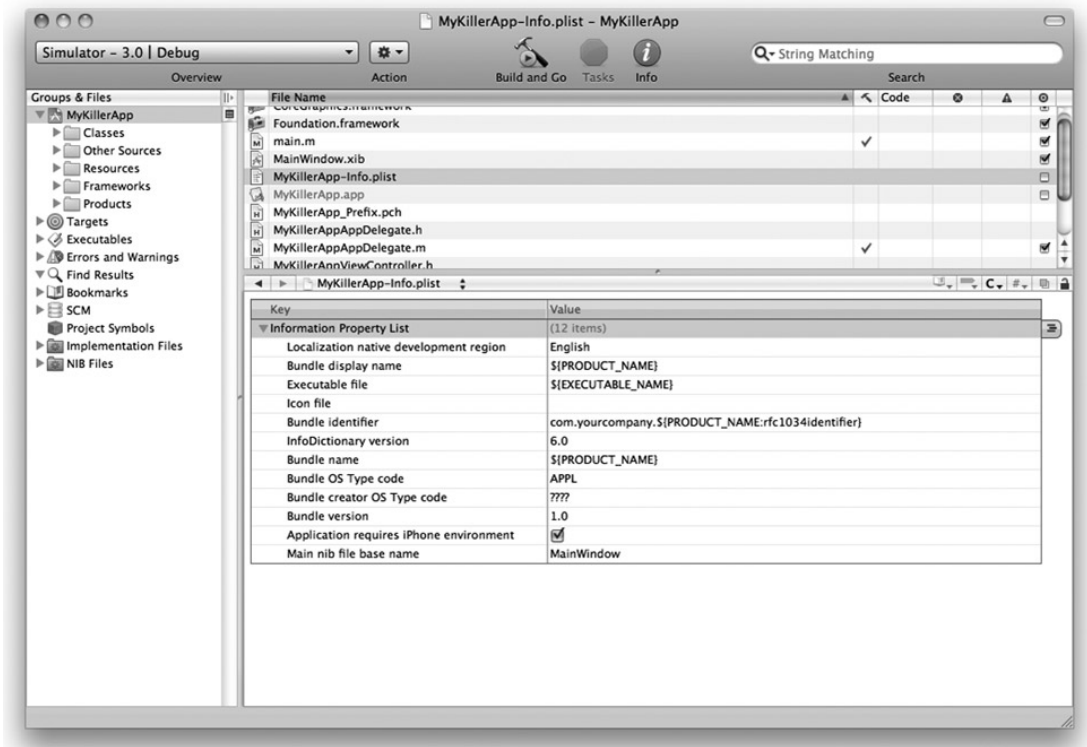 MyKillerApp-Info.plist – MyKillerApp
Simulator – 3.0 | Debug
String Matching
Overview
Action
Build and Go
Tasks
Info
Search
Groups & Files
File Name
Code
MyKillerApp
Classes
Other Sources
Resources
Frameworks
Products
Targets
Executables
Errors and Warnings
Find Results
Bookmarks
SCM
Project Symbols
Implementation Files
NIB Files
CoreGraphics.framework
Foundation.framework
main.m
MainWindow.xib
MyKillerApp-Info.plist
MyKillerApp.app
MyKillerApp_Prefix.pch
MyKillerAppAppDelegate.h
MyKillerAppAppDelegate.m
MyKillerAppViewController.h
MyKillerApp-Info.plist
C
#
Key Value
Information Property List (12 items)
Localization native development region English
Bundle display name ${PRODUCT_NAME}
Executable file ${EXECUTABLE_NAME}
Icon file
Bundle identifier com.yourcompany.${PRODUCT_NAME:rfc1034identifier}
InfoDictionary version 6.0
Bundle name ${PRODUCT_NAME}
Bundle OS Type code APPL
Bundle creator OS Type code ????
Bundle version 1.0
Application requires iPhone environment
Main nib file base name MainWindow